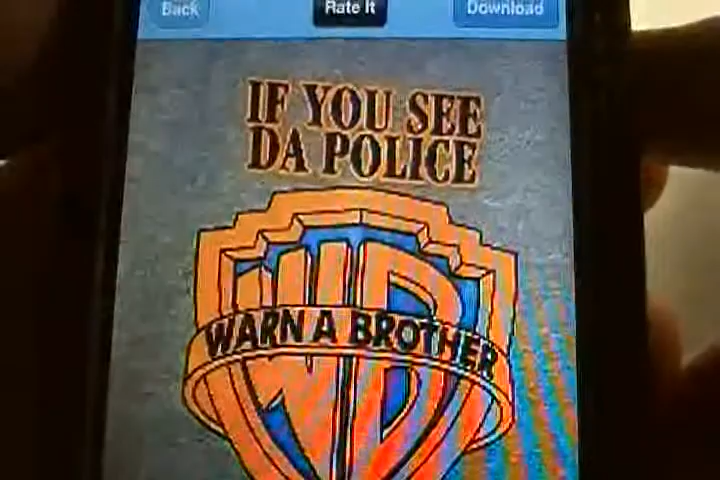 Back Rate It Download
IF YOU SEE
DA POLICE
WB
WARN A BROTHER